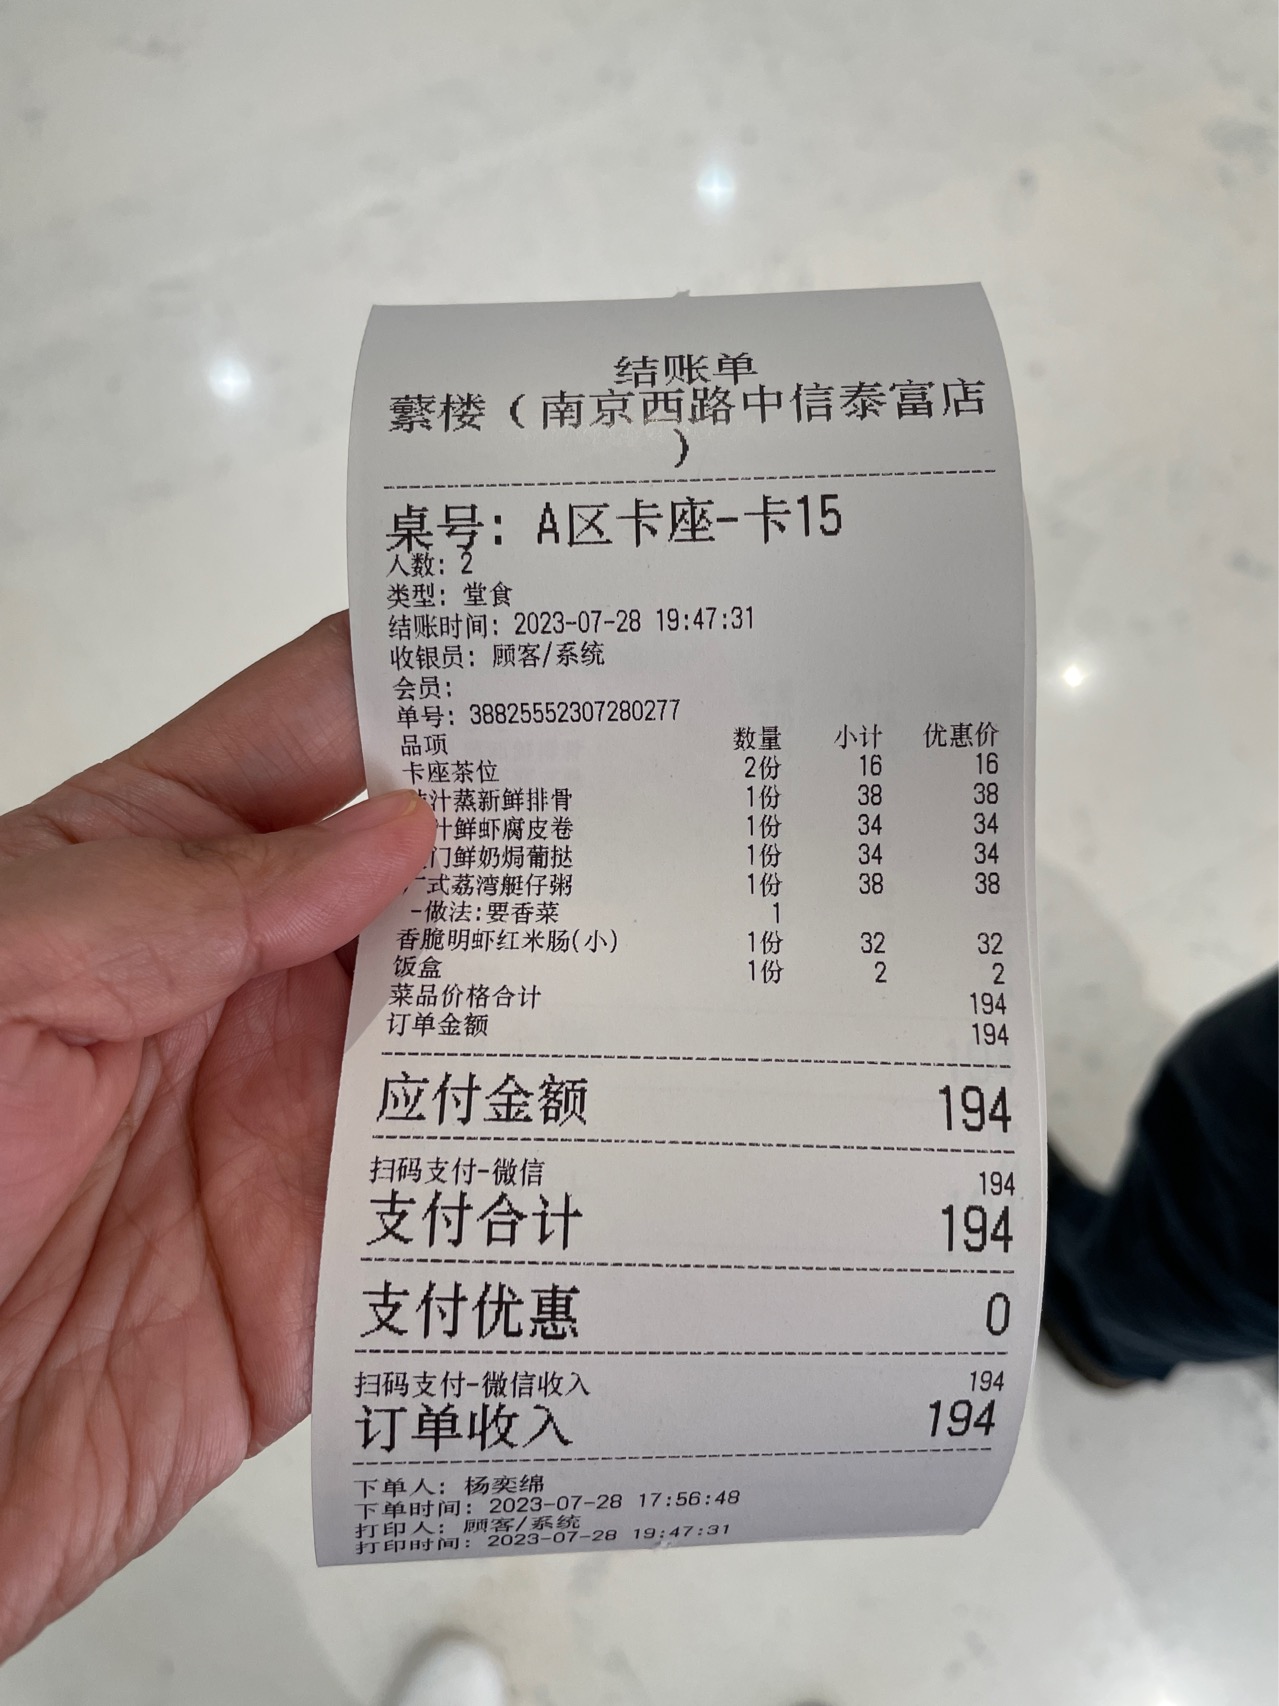 结账单
蘩楼（南京西路中信泰富店
）
桌号：A区卡座-卡15
人数：2
类型：堂食
结账时间：2023-07-28 19:47:31
收银员：顾客/系统
会员：
单号：38825552307280277
品项 数量 小计 优惠价
卡座茶位 2份 16 16
汁蒸新鲜排骨 1份 38 38
汁鲜虾腐皮卷 1份 34 34
门鲜奶焗葡挞 1份 34 34
广式荔湾艇仔粥 1份 38 38
-做法:要香菜 1
香脆明虾红米肠(小) 1份 32 32
饭盒 1份 2 2
菜品价格合计 194
订单金额 194
应付金额 194
扫码支付-微信 194
支付合计 194
支付优惠 0
扫码支付-微信收入 194
订单收入 194
下单人：杨奕绵
下单时间：2023-07-28 17:56:48
打印人：顾客/系统
打印时间：2023-07-28 19:47:31